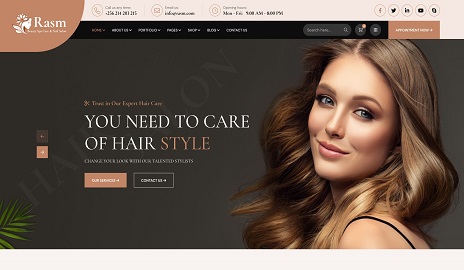 Rasm
Beauty Spa Care & Nail Salon
Call us any time:
+256 214 203 215
Email us:
info@rasm.com
Opening hours:
Mon - Fri: 9.00 AM - 8.00 PM
HOME
ABOUT US
PORTFOLIO
PAGES
SHOP
BLOG
CONTACT US
Search here...
APPOINTMENT NOW
Trust in Our Expert Hair Care
YOU NEED TO CARE
OF HAIR STYLE
CHANGE YOUR LOOK WITH OUR TALENTED STYLISTS
OUR SERVICES
CONTACT US